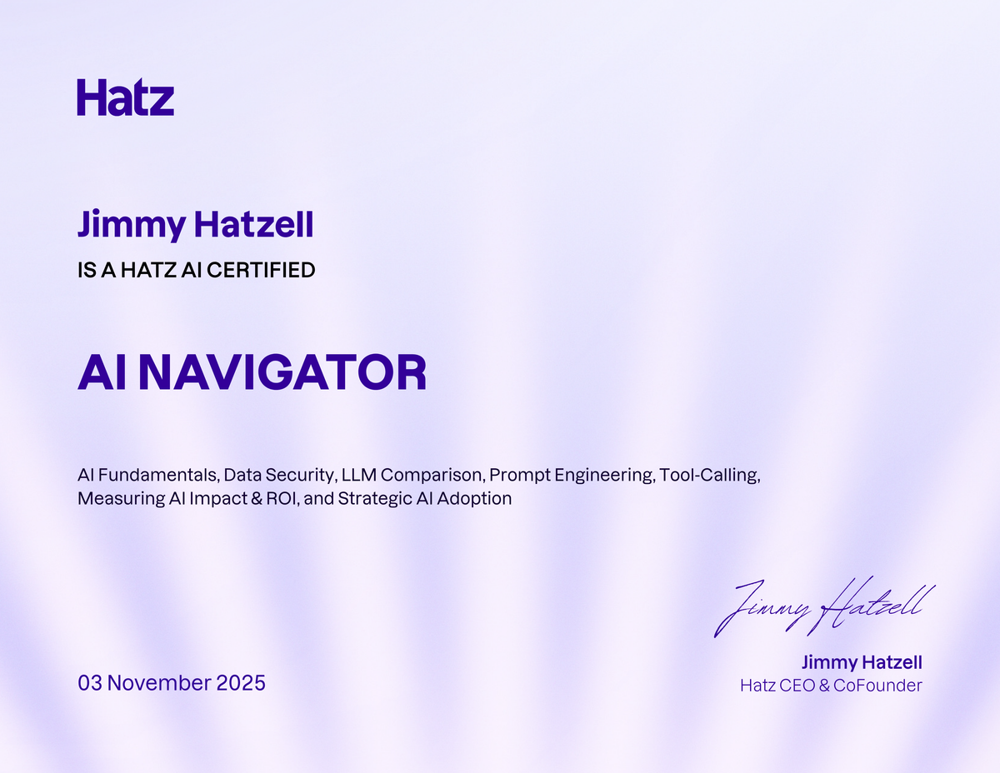 Hatz
Jimmy Hatzell
IS A HATZ AI CERTIFIED
AI NAVIGATOR
AI Fundamentals, Data Security, LLM Comparison, Prompt Engineering, Tool-Calling,
Measuring AI Impact & ROI, and Strategic AI Adoption
Jimmy Hatzell
Jimmy Hatzell
Hatz CEO & CoFounder
03 November 2025